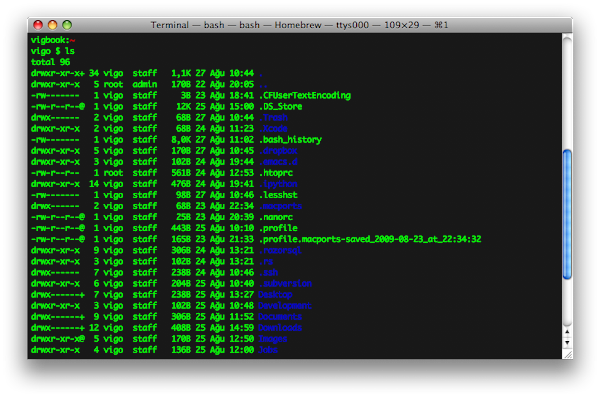 Terminal — bash — bash — Homebrew — ttys000 — 109×29 — ⌘1
vigbook:~
vigo $ ls
total 96
drwxr-xr-x+ 34 vigo staff 1,1K 27 Ağu 10:44 .
drwxr-xr-x 5 root admin 170B 22 Ağu 20:05 ..
-rw------- 1 vigo staff 3B 23 Ağu 18:41 .CFUserTextEncoding
-rw-r--r--@ 1 vigo staff 12K 25 Ağu 15:00 .DS_Store
drwx------ 2 vigo staff 68B 27 Ağu 10:44 .Trash
drwxr-xr-x 2 vigo staff 68B 24 Ağu 11:23
-rw------- 1 vigo staff 8,0K 27 Ağu 11:02 .bash_history
drwxr-xr-x 5 vigo staff 170B 27 Ağu 10:45 .dropbox
drwxr-xr-x 3 vigo staff 102B 24 Ağu 19:44 .emacs.d
-rw-r--r-- 1 root staff 561B 24 Ağu 12:53 .htoprc
drwxr-xr-x 14 vigo staff 476B 24 Ağu 19:41 .ipython
-rw------- 1 vigo staff 98B 27 Ağu 10:46 .lesshst
drwx------ 2 vigo staff 68B 23 Ağu 22:34 .macports
-rw-r--r--@ 1 vigo staff 25B 23 Ağu 20:39 .nanorc
-rw-r--r--@ 1 vigo staff 443B 25 Ağu 10:10 .profile
-rw-r--r--@ 1 vigo staff 165B 23 Ağu 21:33 .profile.macports-saved_2009-08-23_at_22:34:32
drwxr-xr-x 9 vigo staff 306B 24 Ağu 13:21
drwxr-xr-x 3 vigo staff 102B 24 Ağu 13:21
drwx------ 7 vigo staff 238B 24 Ağu 10:46 .ssh
drwxr-xr-x 6 vigo staff 204B 25 Ağu 10:40 .subversion
drwx------+ 7 vigo staff 238B 25 Ağu 13:27 Desktop
drwxr-xr-x 3 vigo staff 102B 25 Ağu 10:48 Development
drwx------+ 9 vigo staff 306B 25 Ağu 11:52 Documents
drwx------+ 12 vigo staff 408B 25 Ağu 14:59 Downloads
drwxr-xr-x@ 5 vigo staff 170B 25 Ağu 12:50 Dropbox
drwxr-xr-x 4 vigo staff 136B 25 Ağu 12:00